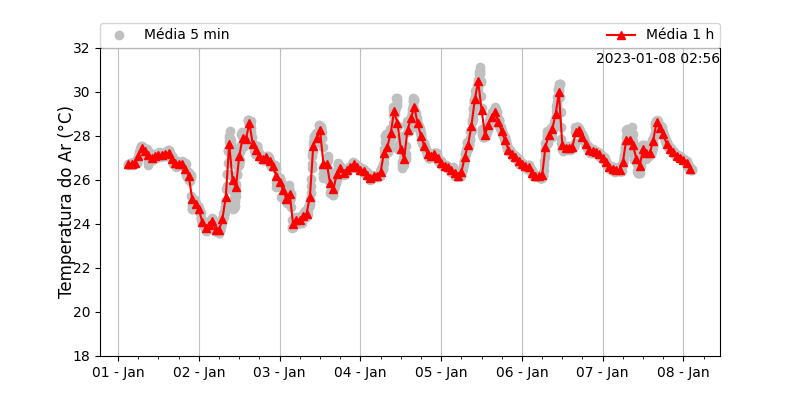 Média 5 min
Média 1 h
2023-01-08 02:56
Temperatura do Ar (°C)
32
30
28
26
24
22
20
18
01 - Jan
02 - Jan
03 - Jan
04 - Jan
05 - Jan
06 - Jan
07 - Jan
08 - Jan